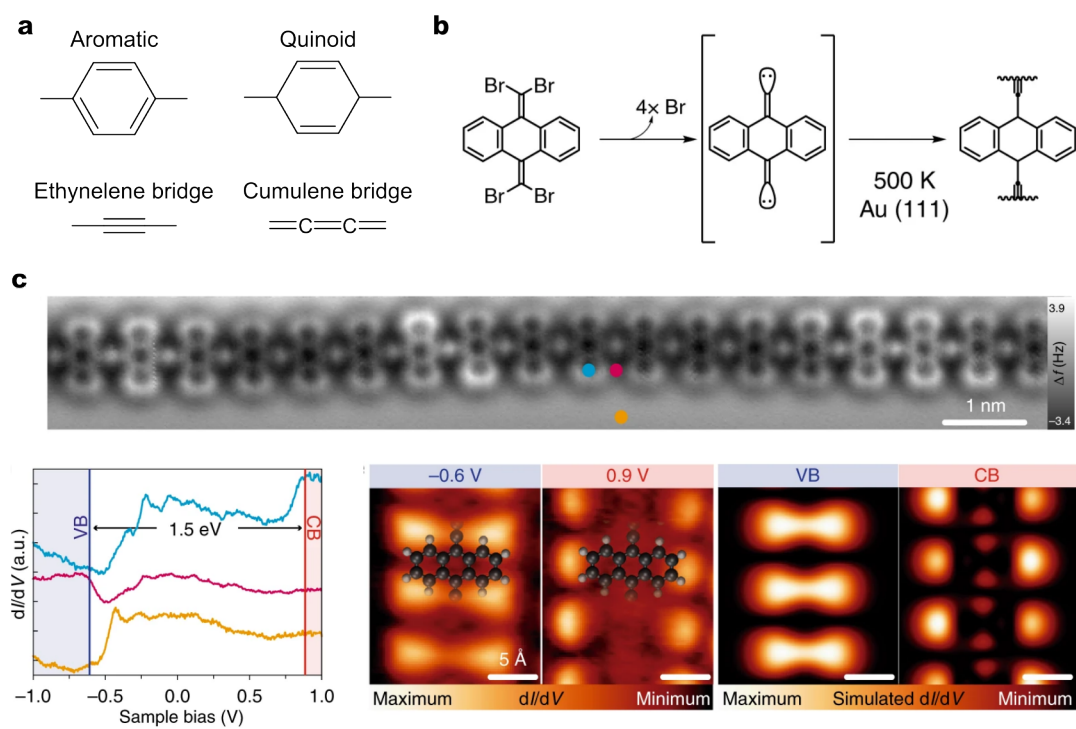 a
Aromatic
Quinoid
Ethynelene bridge
Cumulene bridge
C
C
b
Br
Br
Br
Br
4× Br
500 K
Au (111)
c
3.9
Δf (Hz)
−3.4
1 nm
dI/dV (a.u.)
VB
1.5 eV
CB
−1.0
−0.5
0.0
0.5
1.0
Sample bias (V)
−0.6 V
0.9 V
5 Å
Maximum
dI/dV
Minimum
VB
CB
Maximum
Simulated dI/dV
Minimum